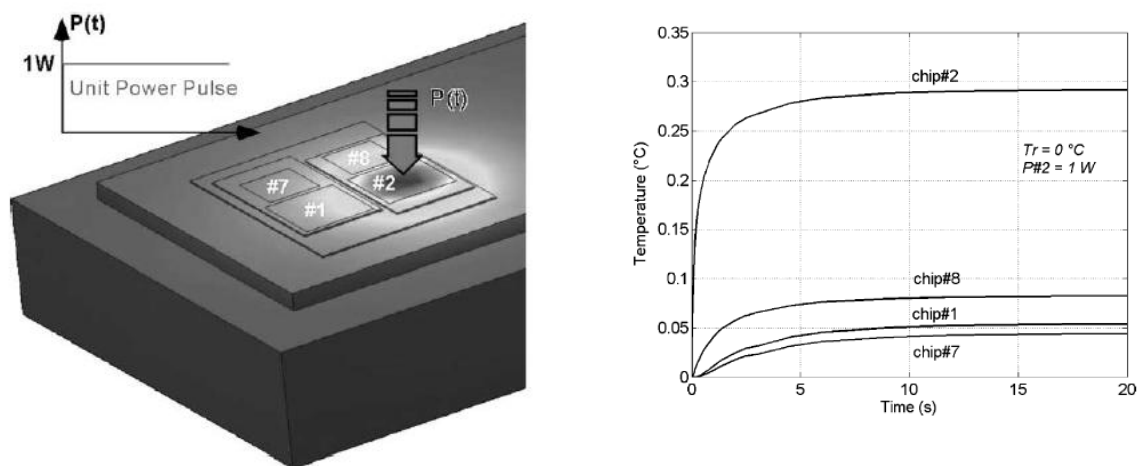 P(t)
1W
Unit Power Pulse
P(t)
#8
#7
#2
#1
0.35
0.3
0.25
0.2
0.15
0.1
0.05
0
Temperature (°C)
chip#2
Tr = 0 °C
P#2 = 1 W
chip#8
chip#1
chip#7
0 5 10 15 20
Time (s)